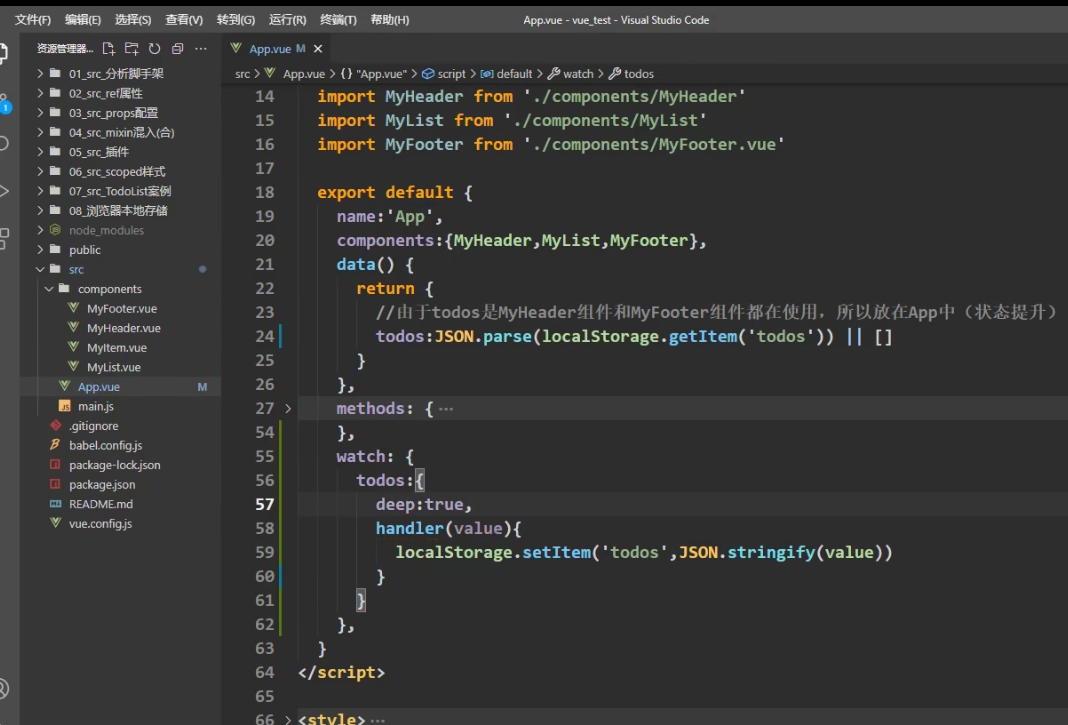 文件(F) 编辑(E) 选择(S) 查看(V) 转到(G) 运行(R) 终端(T) 帮助(H) App.vue - vue_test - Visual Studio Code
资源管理器...
01_src_分析脚手架
02_src_ref属性
03_src_props配置
04_src_mixin混入(合)
05_src_插件
06_src_scoped样式
07_src_TodoList案例
08_浏览器本地存储
node_modules
public
src
components
MyFooter.vue
MyHeader.vue
MyItem.vue
MyList.vue
App.vue M
main.js
.gitignore
babel.config.js
package-lock.json
package.json
README.md
vue.config.js
1
App.vue M
src > App.vue > {} "App.vue" > script > default > watch > todos
14 import MyHeader from './components/MyHeader'
15 import MyList from './components/MyList'
16 import MyFooter from './components/MyFooter.vue'
17
18 export default {
19 name:'App',
20 components:{MyHeader,MyList,MyFooter},
21 data() {
22 return {
23 //由于todos是MyHeader组件和MyFooter组件都在使用，所以放在App中（状态提升）
24 todos:JSON.parse(localStorage.getItem('todos')) || []
25 }
26 },
27 methods: {…
54 },
55 watch: {
56 todos:{
57 deep:true,
58 handler(value){
59 localStorage.setItem('todos',JSON.stringify(value))
60 }
61 }
62 },
63 }
64 </script>
65
66 <style>…